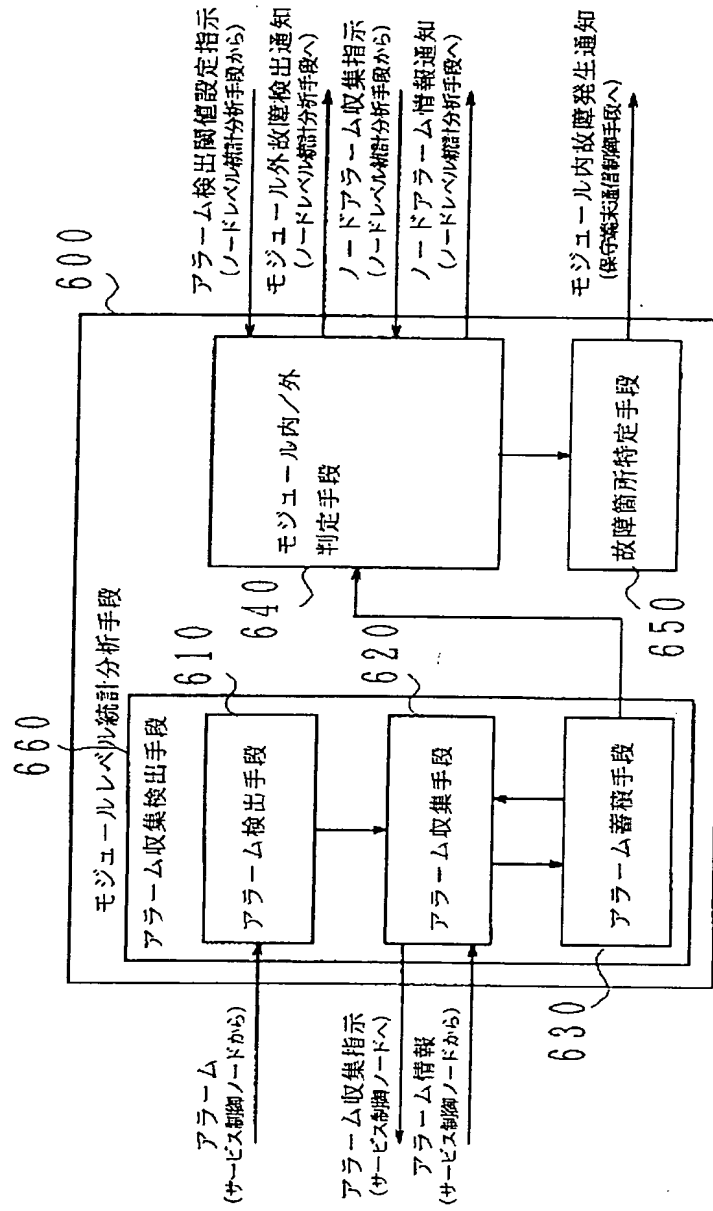 モジュールレベル統計分析手段
600
660
アラーム収集検出手段
アラーム
(サービス制御ノードから)
アラーム検出手段
610
アラーム収集指示
(サービス制御ノードへ)
アラーム情報
(サービス制御ノードから)
アラーム収集手段
620
アラーム蓄積手段
630
モジュール内/外
判定手段
640
故障箇所特定手段
650
アラーム検出閾値設定指示
(ノードレベル統計分析手段から)
モジュール外故障検出通知
(ノードレベル統計分析手段へ)
ノードアラーム収集指示
(ノードレベル統計分析手段から)
ノードアラーム情報通知
(ノードレベル統計分析手段へ)
モジュール内故障発生通知
(保守端末通信制御手段へ)